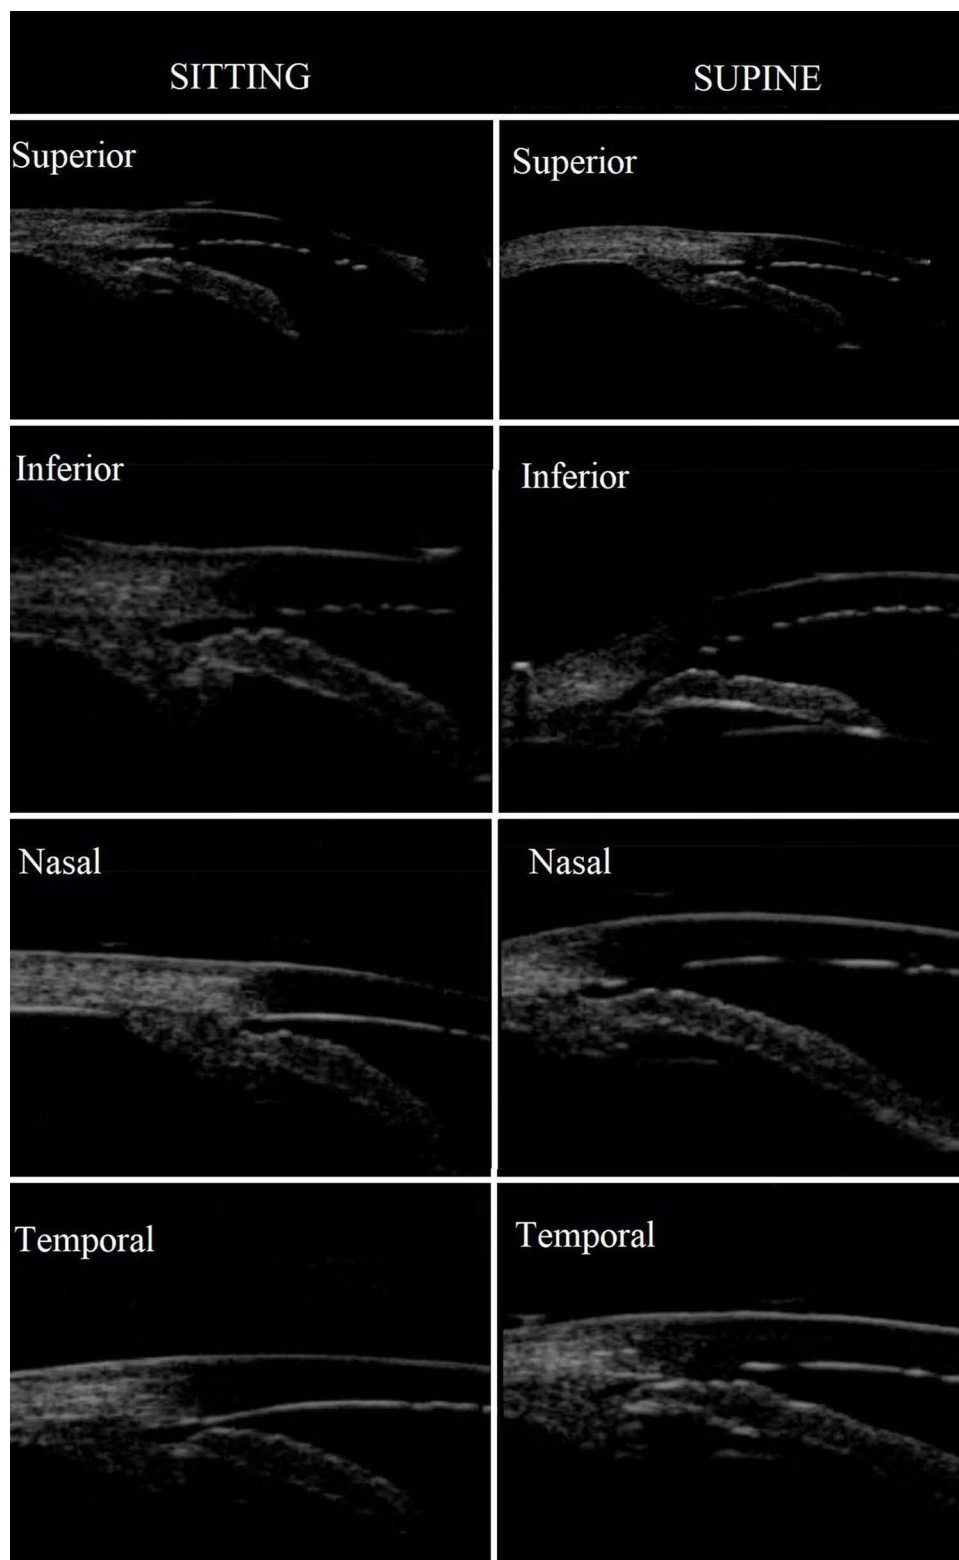 SITTING SUPINE
Superior Superior
Inferior Inferior
Nasal Nasal
Temporal Temporal